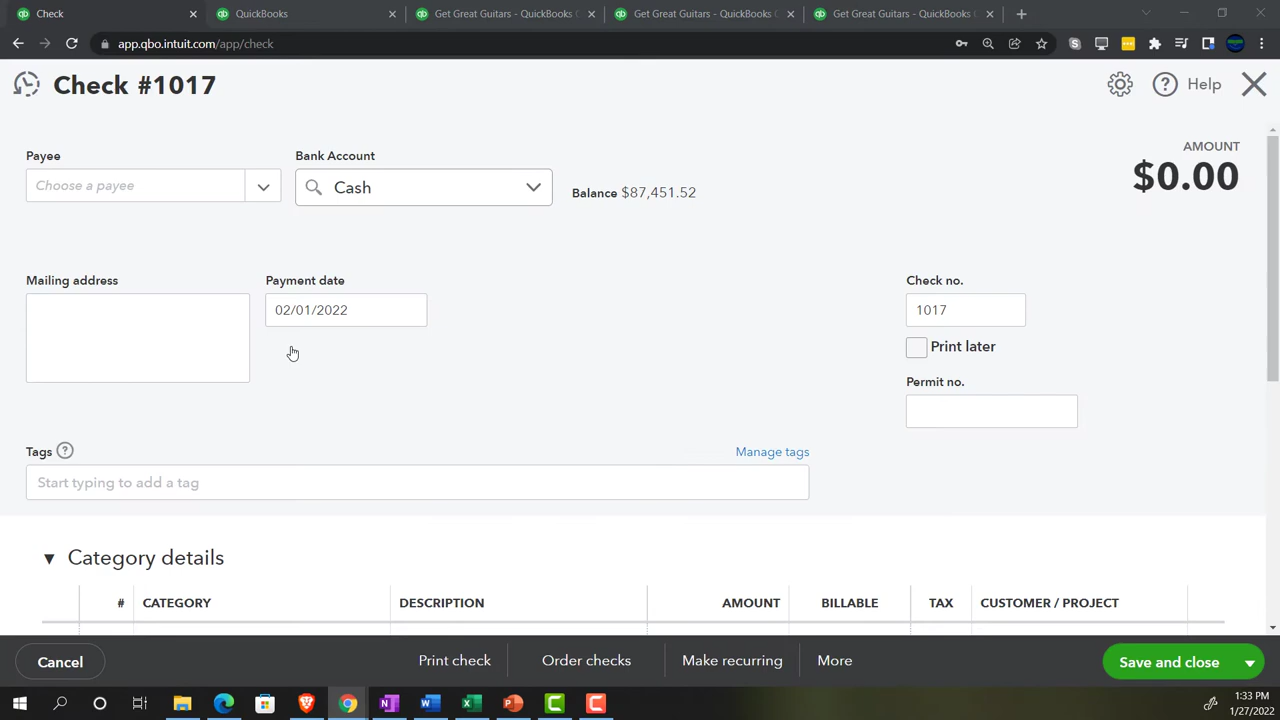 Check
QuickBooks
Get Great Guitars - QuickBooks
Get Great Guitars - QuickBooks
Get Great Guitars - QuickBooks
app.qbo.intuit.com/app/check
Check #1017
Help
Payee
Choose a payee
Bank Account
Cash
Balance $87,451.52
AMOUNT
$0.00
Mailing address
Payment date
02/01/2022
Check no.
1017
Print later
Permit no.
Tags ?
Manage tags
Start typing to add a tag
Category details
# CATEGORY DESCRIPTION AMOUNT BILLABLE TAX CUSTOMER / PROJECT
Cancel
Print check
Order checks
Make recurring
More
Save and close
1:33 PM
1/27/2022